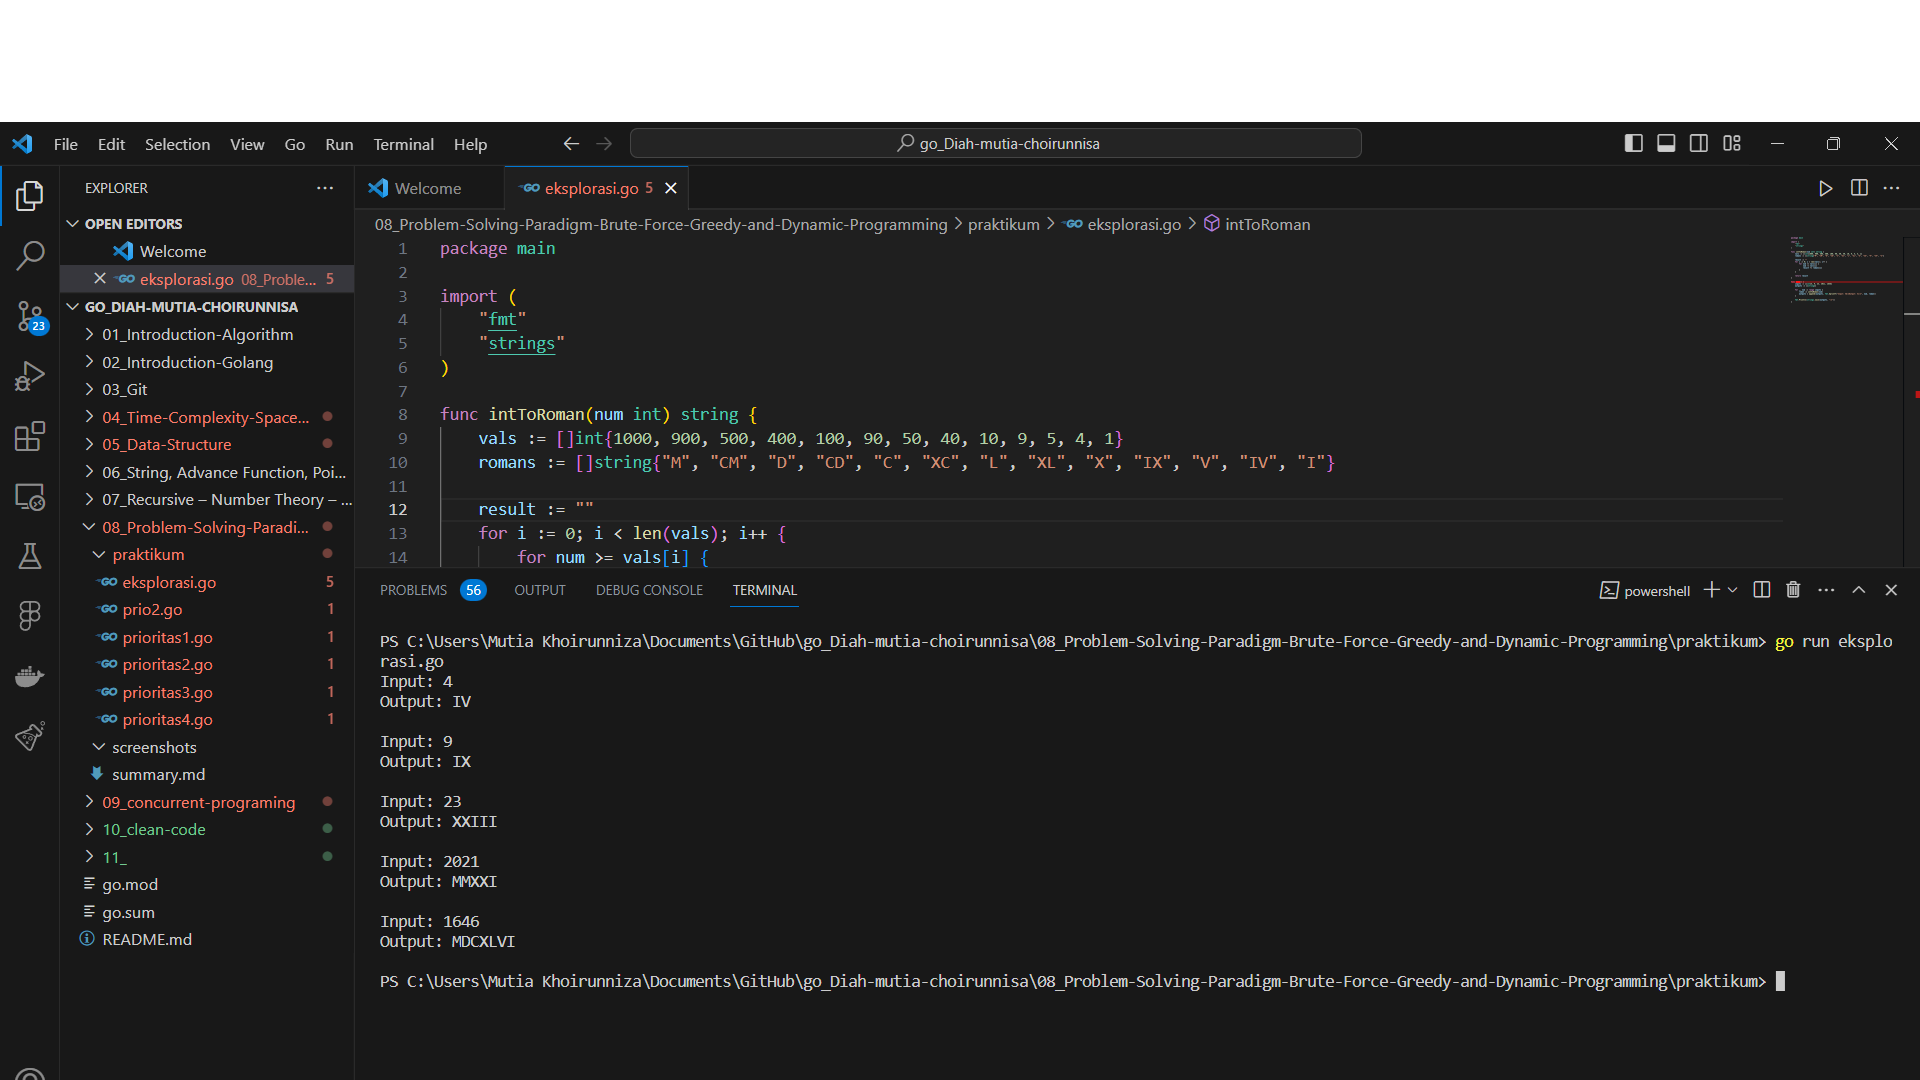 File Edit Selection View Go Run Terminal Help
go_Diah-mutia-choirunnisa
EXPLORER
OPEN EDITORS
Welcome
eksplorasi.go 08_Proble... 5
GO_DIAH-MUTIA-CHOIRUNNISA
01_Introduction-Algorithm
02_Introduction-Golang
03_Git
04_Time-Complexity-Space...
05_Data-Structure
06_String, Advance Function, Poi...
07_Recursive – Number Theory – ...
08_Problem-Solving-Paradi...
praktikum
eksplorasi.go 5
prio2.go 1
prioritas1.go 1
prioritas2.go 1
prioritas3.go 1
prioritas4.go 1
screenshots
summary.md
09_concurrent-programing
10_clean-code
11_
go.mod
go.sum
README.md
23
Welcome
eksplorasi.go 5
08_Problem-Solving-Paradigm-Brute-Force-Greedy-and-Dynamic-Programming > praktikum > eksplorasi.go > intToRoman
1 package main
2
3 import (
4 "fmt"
5 "strings"
6 )
7
8 func intToRoman(num int) string {
9 vals := []int{1000, 900, 500, 400, 100, 90, 50, 40, 10, 9, 5, 4, 1}
10 romans := []string{"M", "CM", "D", "CD", "C", "XC", "L", "XL", "X", "IX", "V", "IV", "I"}
11
12 result := ""
13 for i := 0; i < len(vals); i++ {
14 for num >= vals[i] {
PROBLEMS 56 OUTPUT DEBUG CONSOLE TERMINAL
powershell
PS C:\Users\Mutia Khoirunniza\Documents\GitHub\go_Diah-mutia-choirunnisa\08_Problem-Solving-Paradigm-Brute-Force-Greedy-and-Dynamic-Programming\praktikum> go run eksplo
rasi.go
Input: 4
Output: IV
Input: 9
Output: IX
Input: 23
Output: XXIII
Input: 2021
Output: MMXXI
Input: 1646
Output: MDCXLVI
PS C:\Users\Mutia Khoirunniza\Documents\GitHub\go_Diah-mutia-choirunnisa\08_Problem-Solving-Paradigm-Brute-Force-Greedy-and-Dynamic-Programming\praktikum>